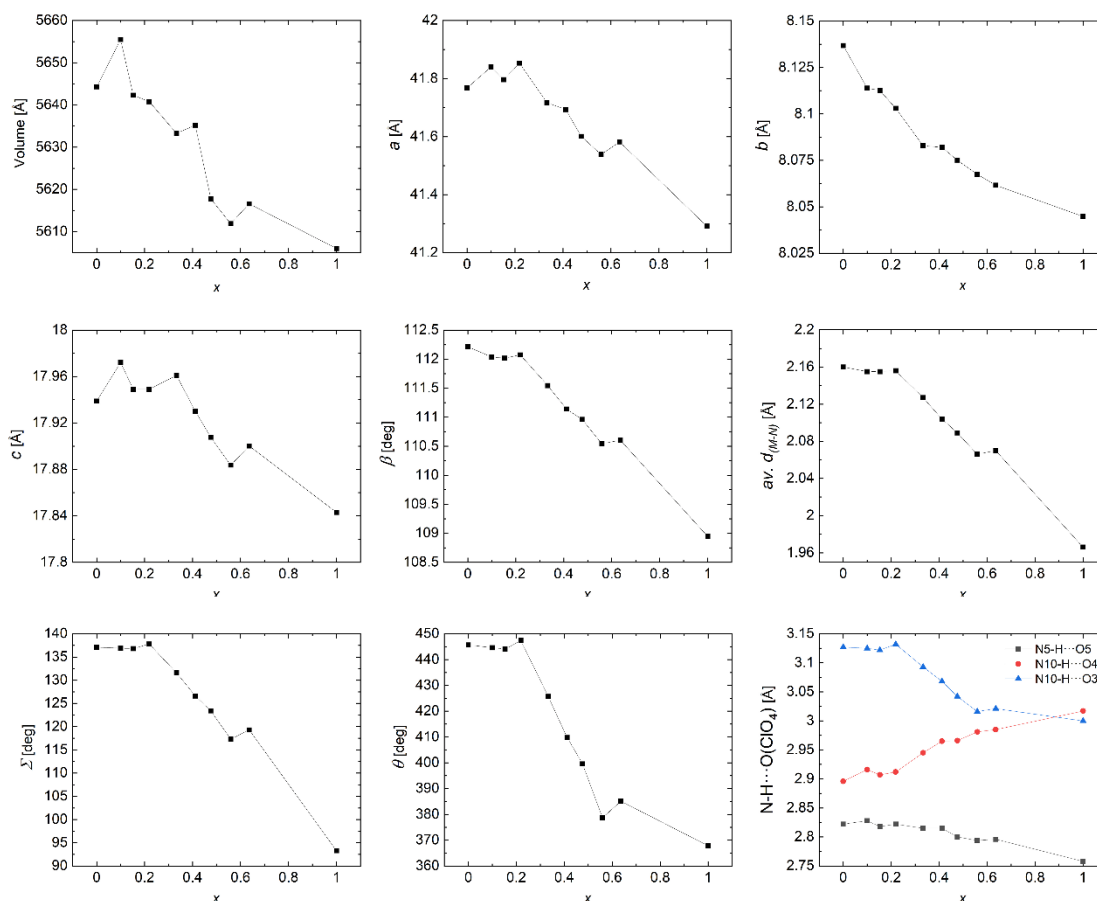 Volume [Å]
5660
5650
5640
5630
5620
5610
0 0.2 0.4 0.6 0.8 1
x
a [Å]
42
41.8
41.6
41.4
41.2
0 0.2 0.4 0.6 0.8 1
x
b [Å]
8.15
8.125
8.1
8.075
8.05
8.025
0 0.2 0.4 0.6 0.8 1
x
c [Å]
18
17.96
17.92
17.88
17.84
17.8
0 0.2 0.4 0.6 0.8 1
x
β [deg]
112.5
112
111.5
111
110.5
110
109.5
109
108.5
0 0.2 0.4 0.6 0.8 1
x
av. d(M-N) [Å]
2.2
2.16
2.12
2.08
2.04
2
1.96
0 0.2 0.4 0.6 0.8 1
x
Σ [deg]
140
135
130
125
120
115
110
105
100
95
90
0 0.2 0.4 0.6 0.8 1
x
θ [deg]
450
440
430
420
410
400
390
380
370
360
0 0.2 0.4 0.6 0.8 1
x
N-H···O(ClO4) [Å]
3.15
3.1
3.05
3
2.95
2.9
2.85
2.8
2.75
N5-H···O5
N10-H···O4
N10-H···O3
0 0.2 0.4 0.6 0.8 1
x